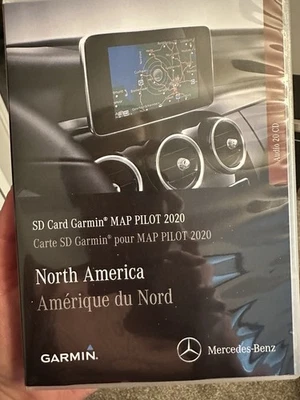 Audio 20 CD
SD Card Garmin® MAP PILOT 2020
Carte SD Garmin® pour MAP PILOT 2020
North America
Amérique du Nord
GARMIN.
Mercedes-Benz